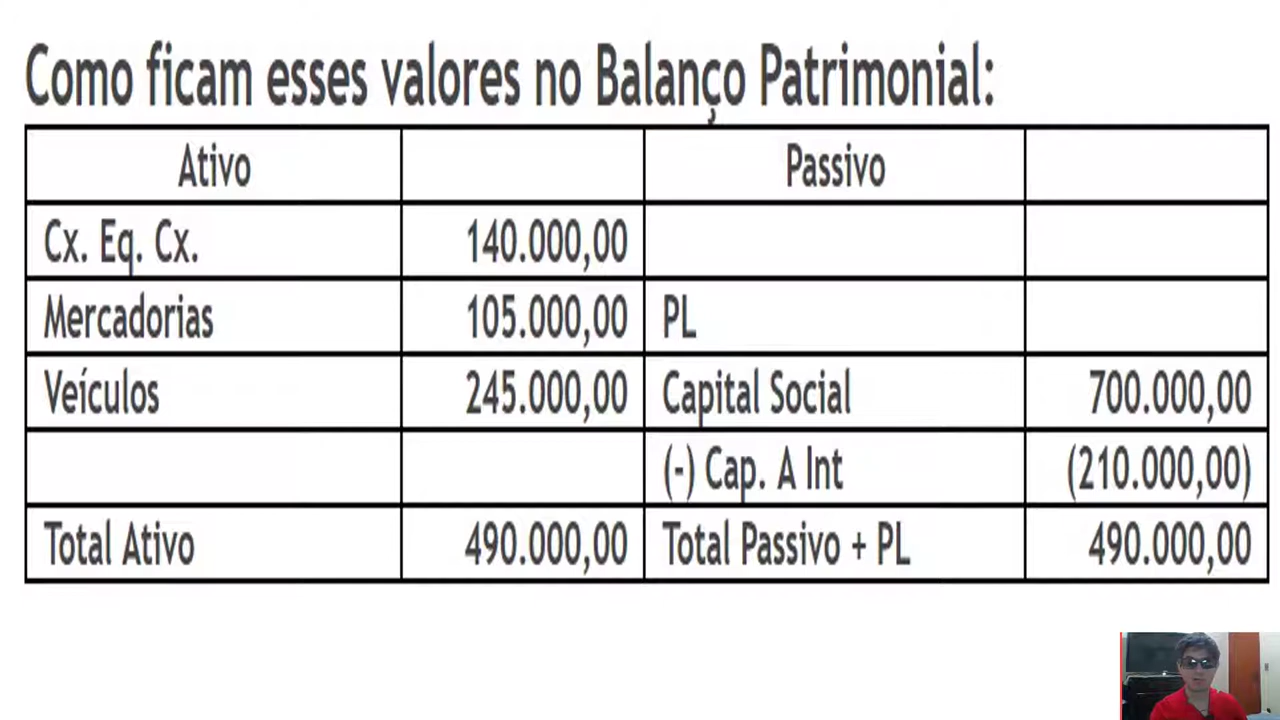 Como ficam esses valores no Balanço Patrimonial:
Ativo Passivo
Cx. Eq. Cx. 140.000,00
Mercadorias 105.000,00 PL
Veículos 245.000,00 Capital Social 700.000,00
(-) Cap. A Int (210.000,00)
Total Ativo 490.000,00 Total Passivo + PL 490.000,00